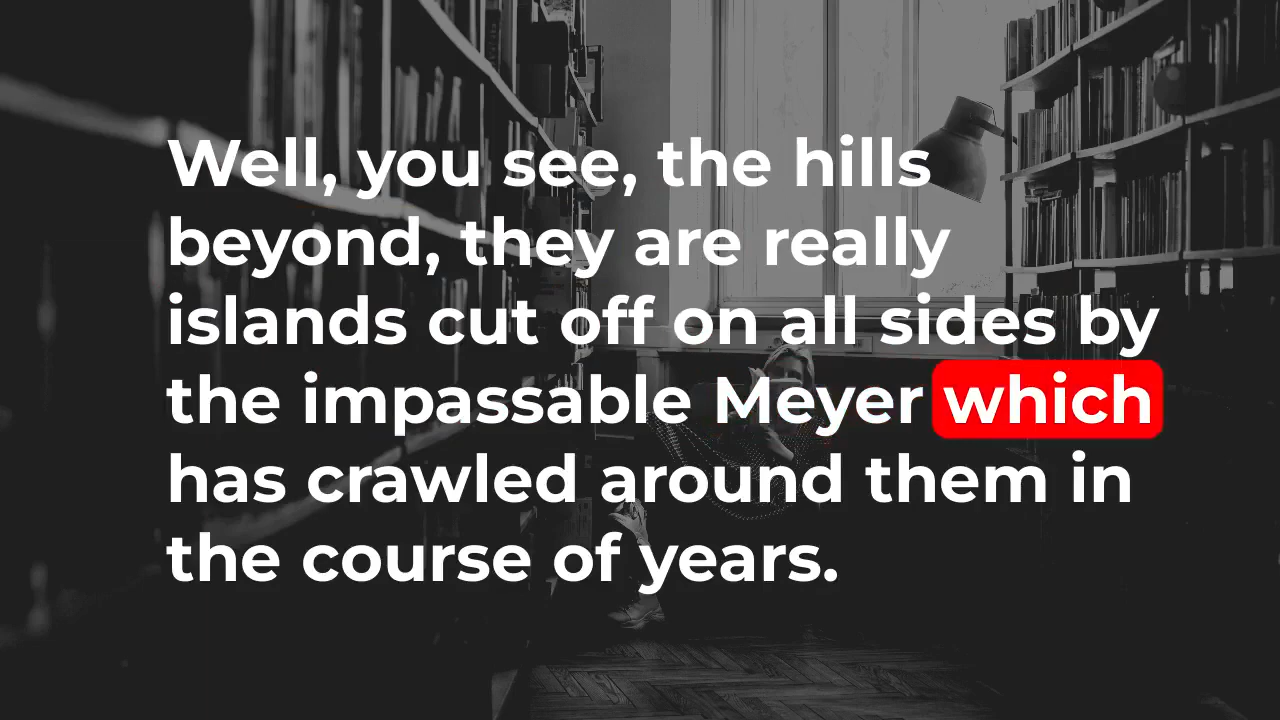 Well, you see, the hills
beyond, they are really
islands cut off on all sides by
the impassable Meyer which
has crawled around them in
the course of years.